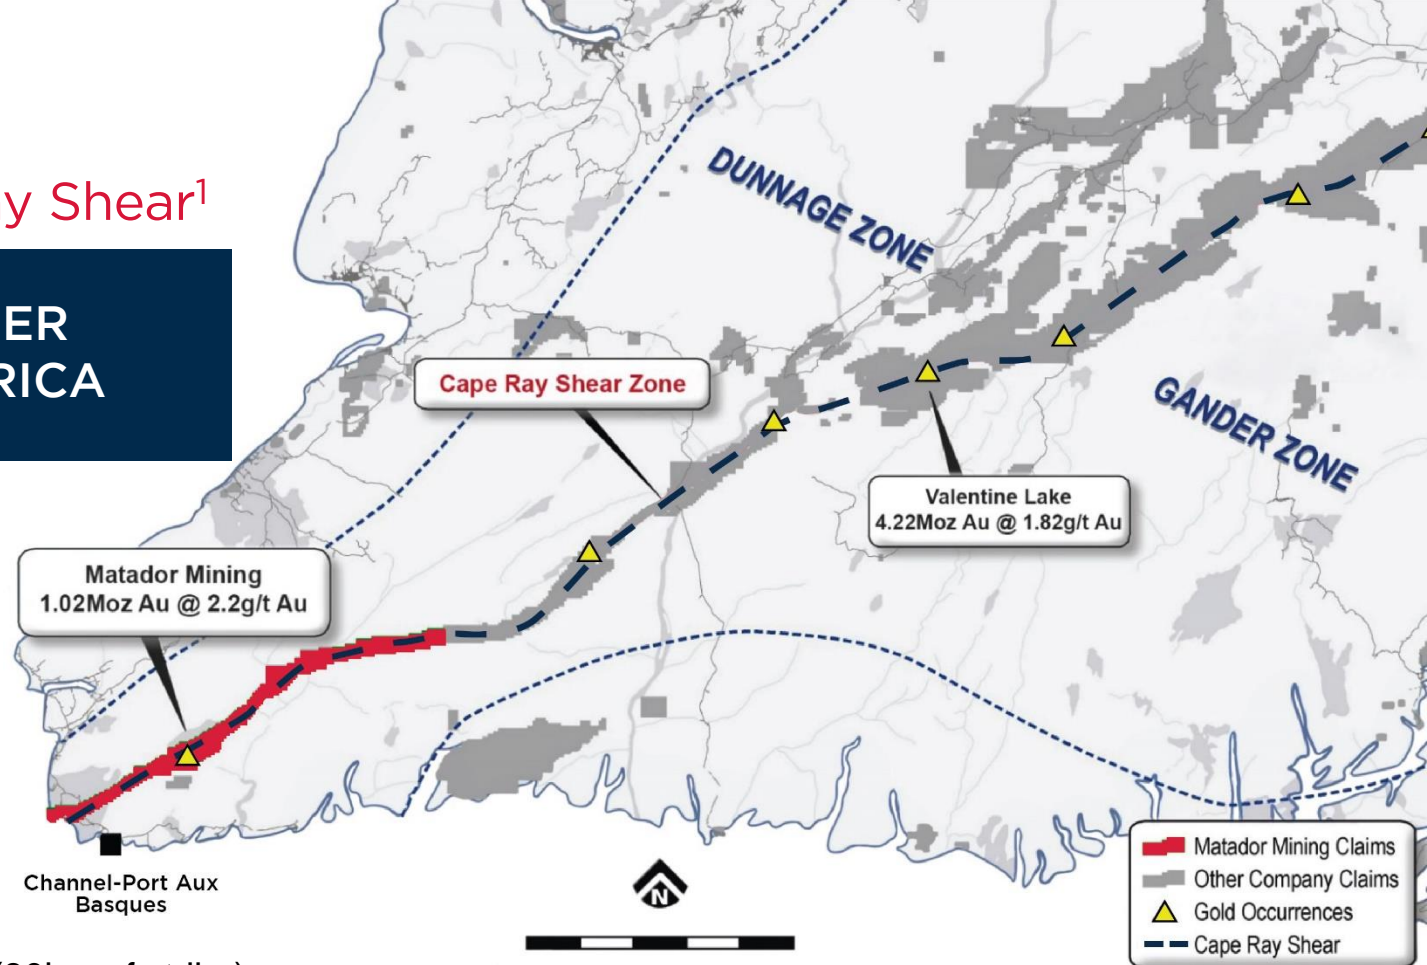 y Shear¹
ER
RICA
DUNNAGE ZONE
GANDER ZONE
Cape Ray Shear Zone
Valentine Lake
4.22Moz Au @ 1.82g/t Au
Matador Mining
1.02Moz Au @ 2.2g/t Au
Channel-Port Aux
Basques
N
Matador Mining Claims
Other Company Claims
Gold Occurrences
Cape Ray Shear